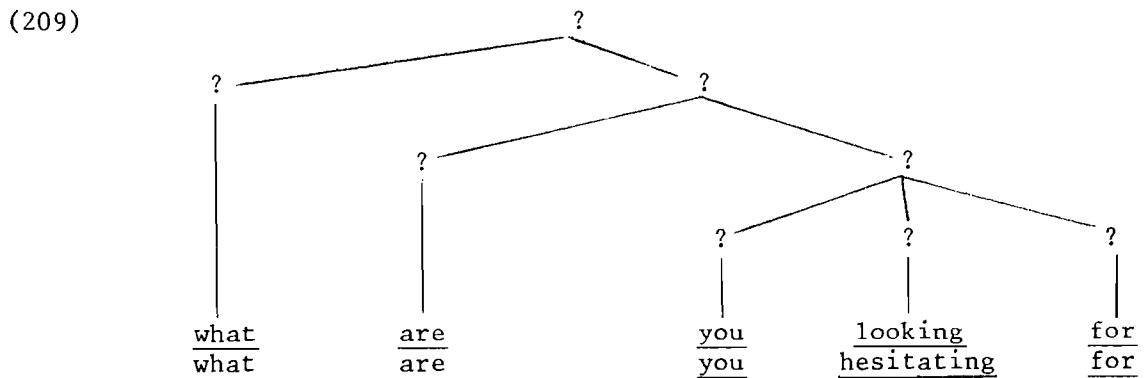 (209)
?
? ?
? ?
? ? ?
what are you looking for
what are you hesitating for